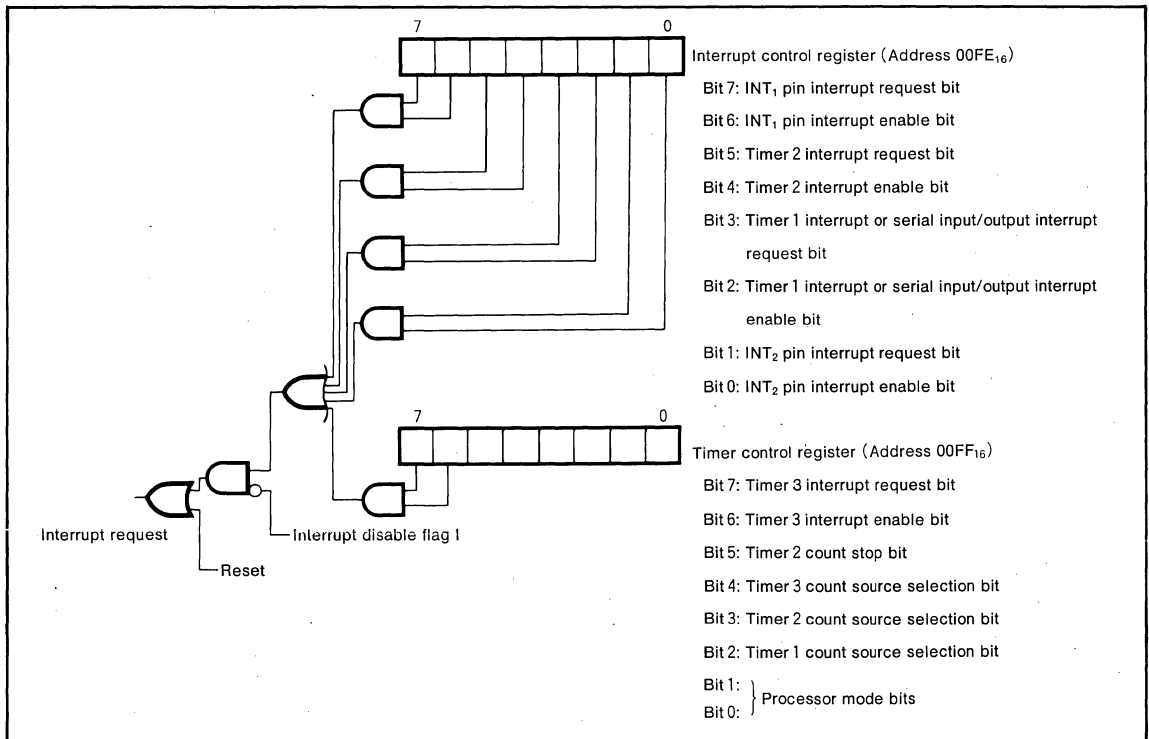 7 0
Interrupt control register (Address 00FE₁₆)
Bit 7: INT₁ pin interrupt request bit
Bit 6: INT₁ pin interrupt enable bit
Bit 5: Timer 2 interrupt request bit
Bit 4: Timer 2 interrupt enable bit
Bit 3: Timer 1 interrupt or serial input/output interrupt
request bit
Bit 2: Timer 1 interrupt or serial input/output interrupt
enable bit
Bit 1: INT₂ pin interrupt request bit
Bit 0: INT₂ pin interrupt enable bit
7 0
Timer control register (Address 00FF₁₆)
Bit 7: Timer 3 interrupt request bit
Bit 6: Timer 3 interrupt enable bit
Bit 5: Timer 2 count stop bit
Bit 4: Timer 3 count source selection bit
Bit 3: Timer 2 count source selection bit
Bit 2: Timer 1 count source selection bit
Bit 1:
Bit 0:
Processor mode bits
Interrupt request
Interrupt disable flag I
Reset